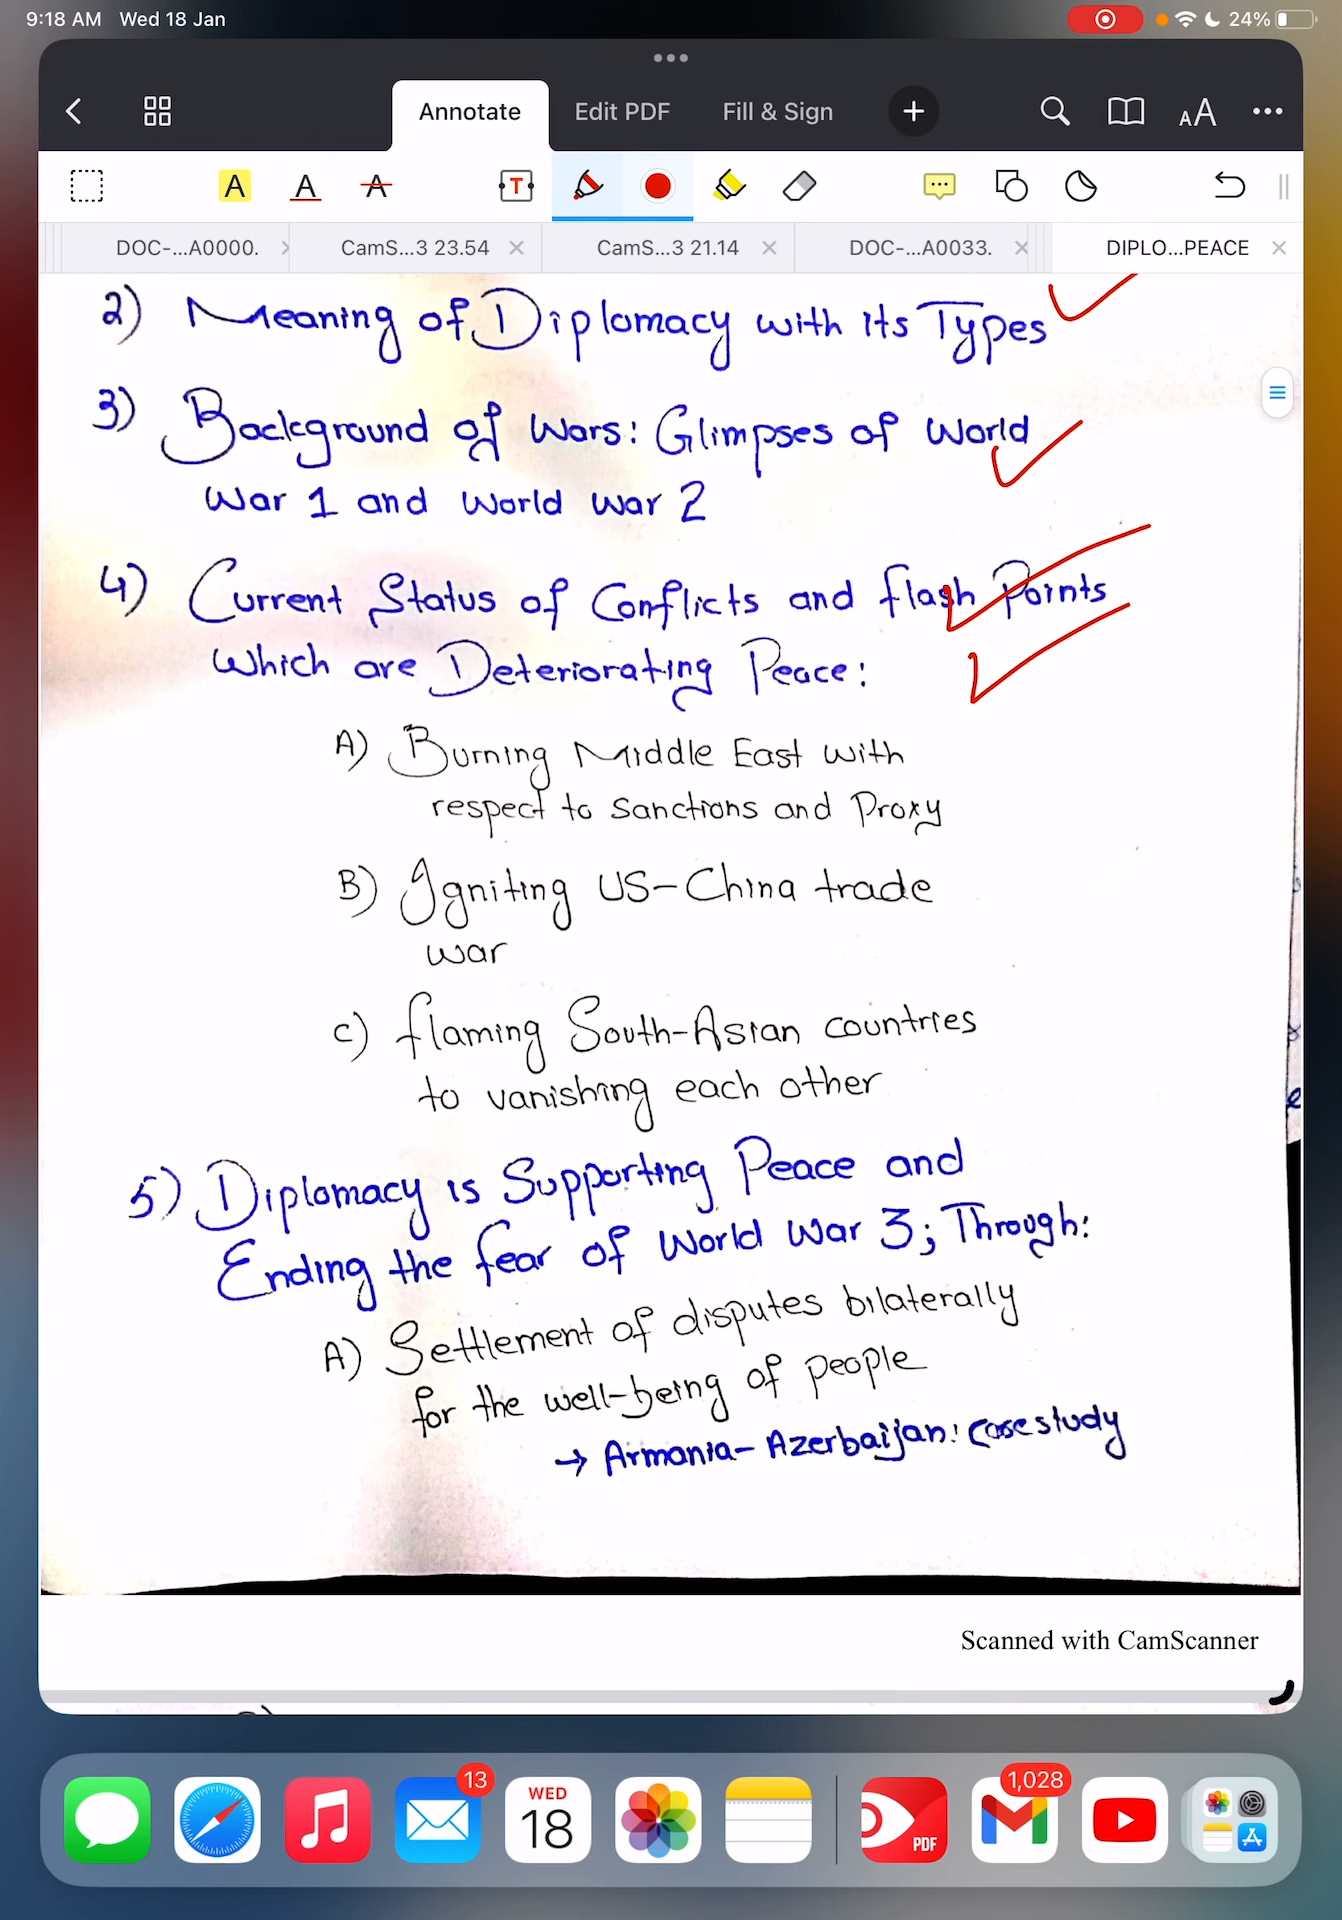 9:18 AM Wed 18 Jan
24%
Annotate
Edit PDF
Fill & Sign
AA
A
A
A
T
DOC-...A0000.
CamS...3 23.54
CamS...3 21.14
DOC-...A0033.
DIPLO...PEACE
2) Meaning of Diplomacy with its Types
3) Background of Wars: Glimpses of World
War 1 and World War 2
4) Current Status of Conflicts and flash Points
which are Deteriorating Peace:
A) Burning Middle East with
respect to sanctions and Proxy
B) Igniting US-China trade
war
C) flaming South-Asian countries
to vanishing each other
5) Diplomacy is Supporting Peace and
Ending the fear of World War 3; Through:
A) Settlement of disputes bilaterally
for the well-being of people
→ Armania-Azerbaijan: case study
Scanned with CamScanner
13
WED
18
PDF
1,028